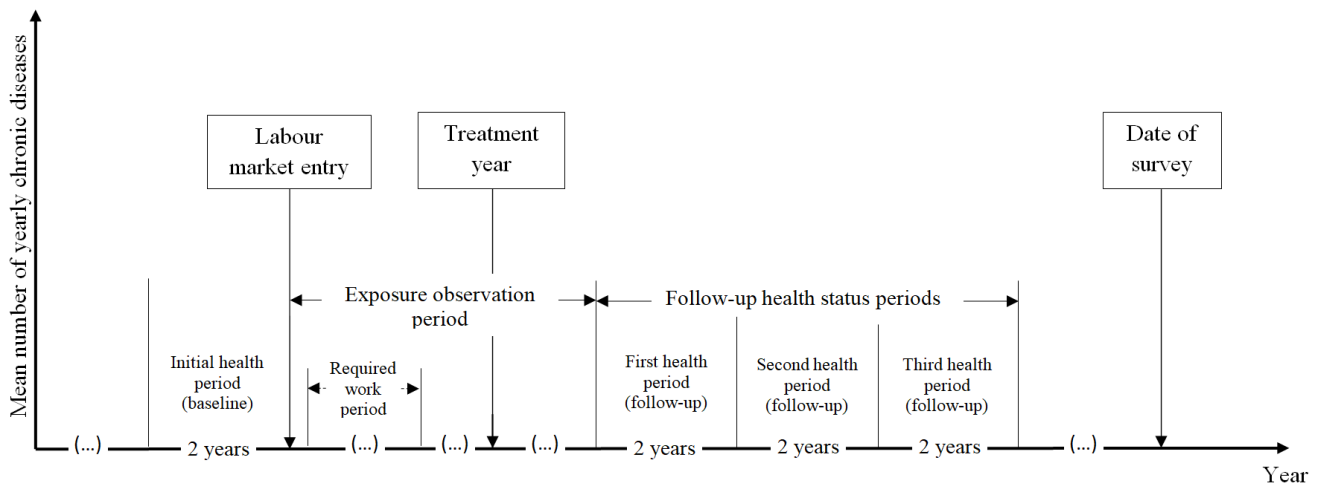 Mean number of yearly chronic diseases
Labour
market entry
Treatment
year
Date of
survey
Exposure observation
period
Follow-up health status periods
Initial health
period
(baseline)
Required
work
period
First health
period
(follow-up)
Second health
period
(follow-up)
Third health
period
(follow-up)
(...) 2 years (...) (...) (...) 2 years 2 years 2 years (...)
Year